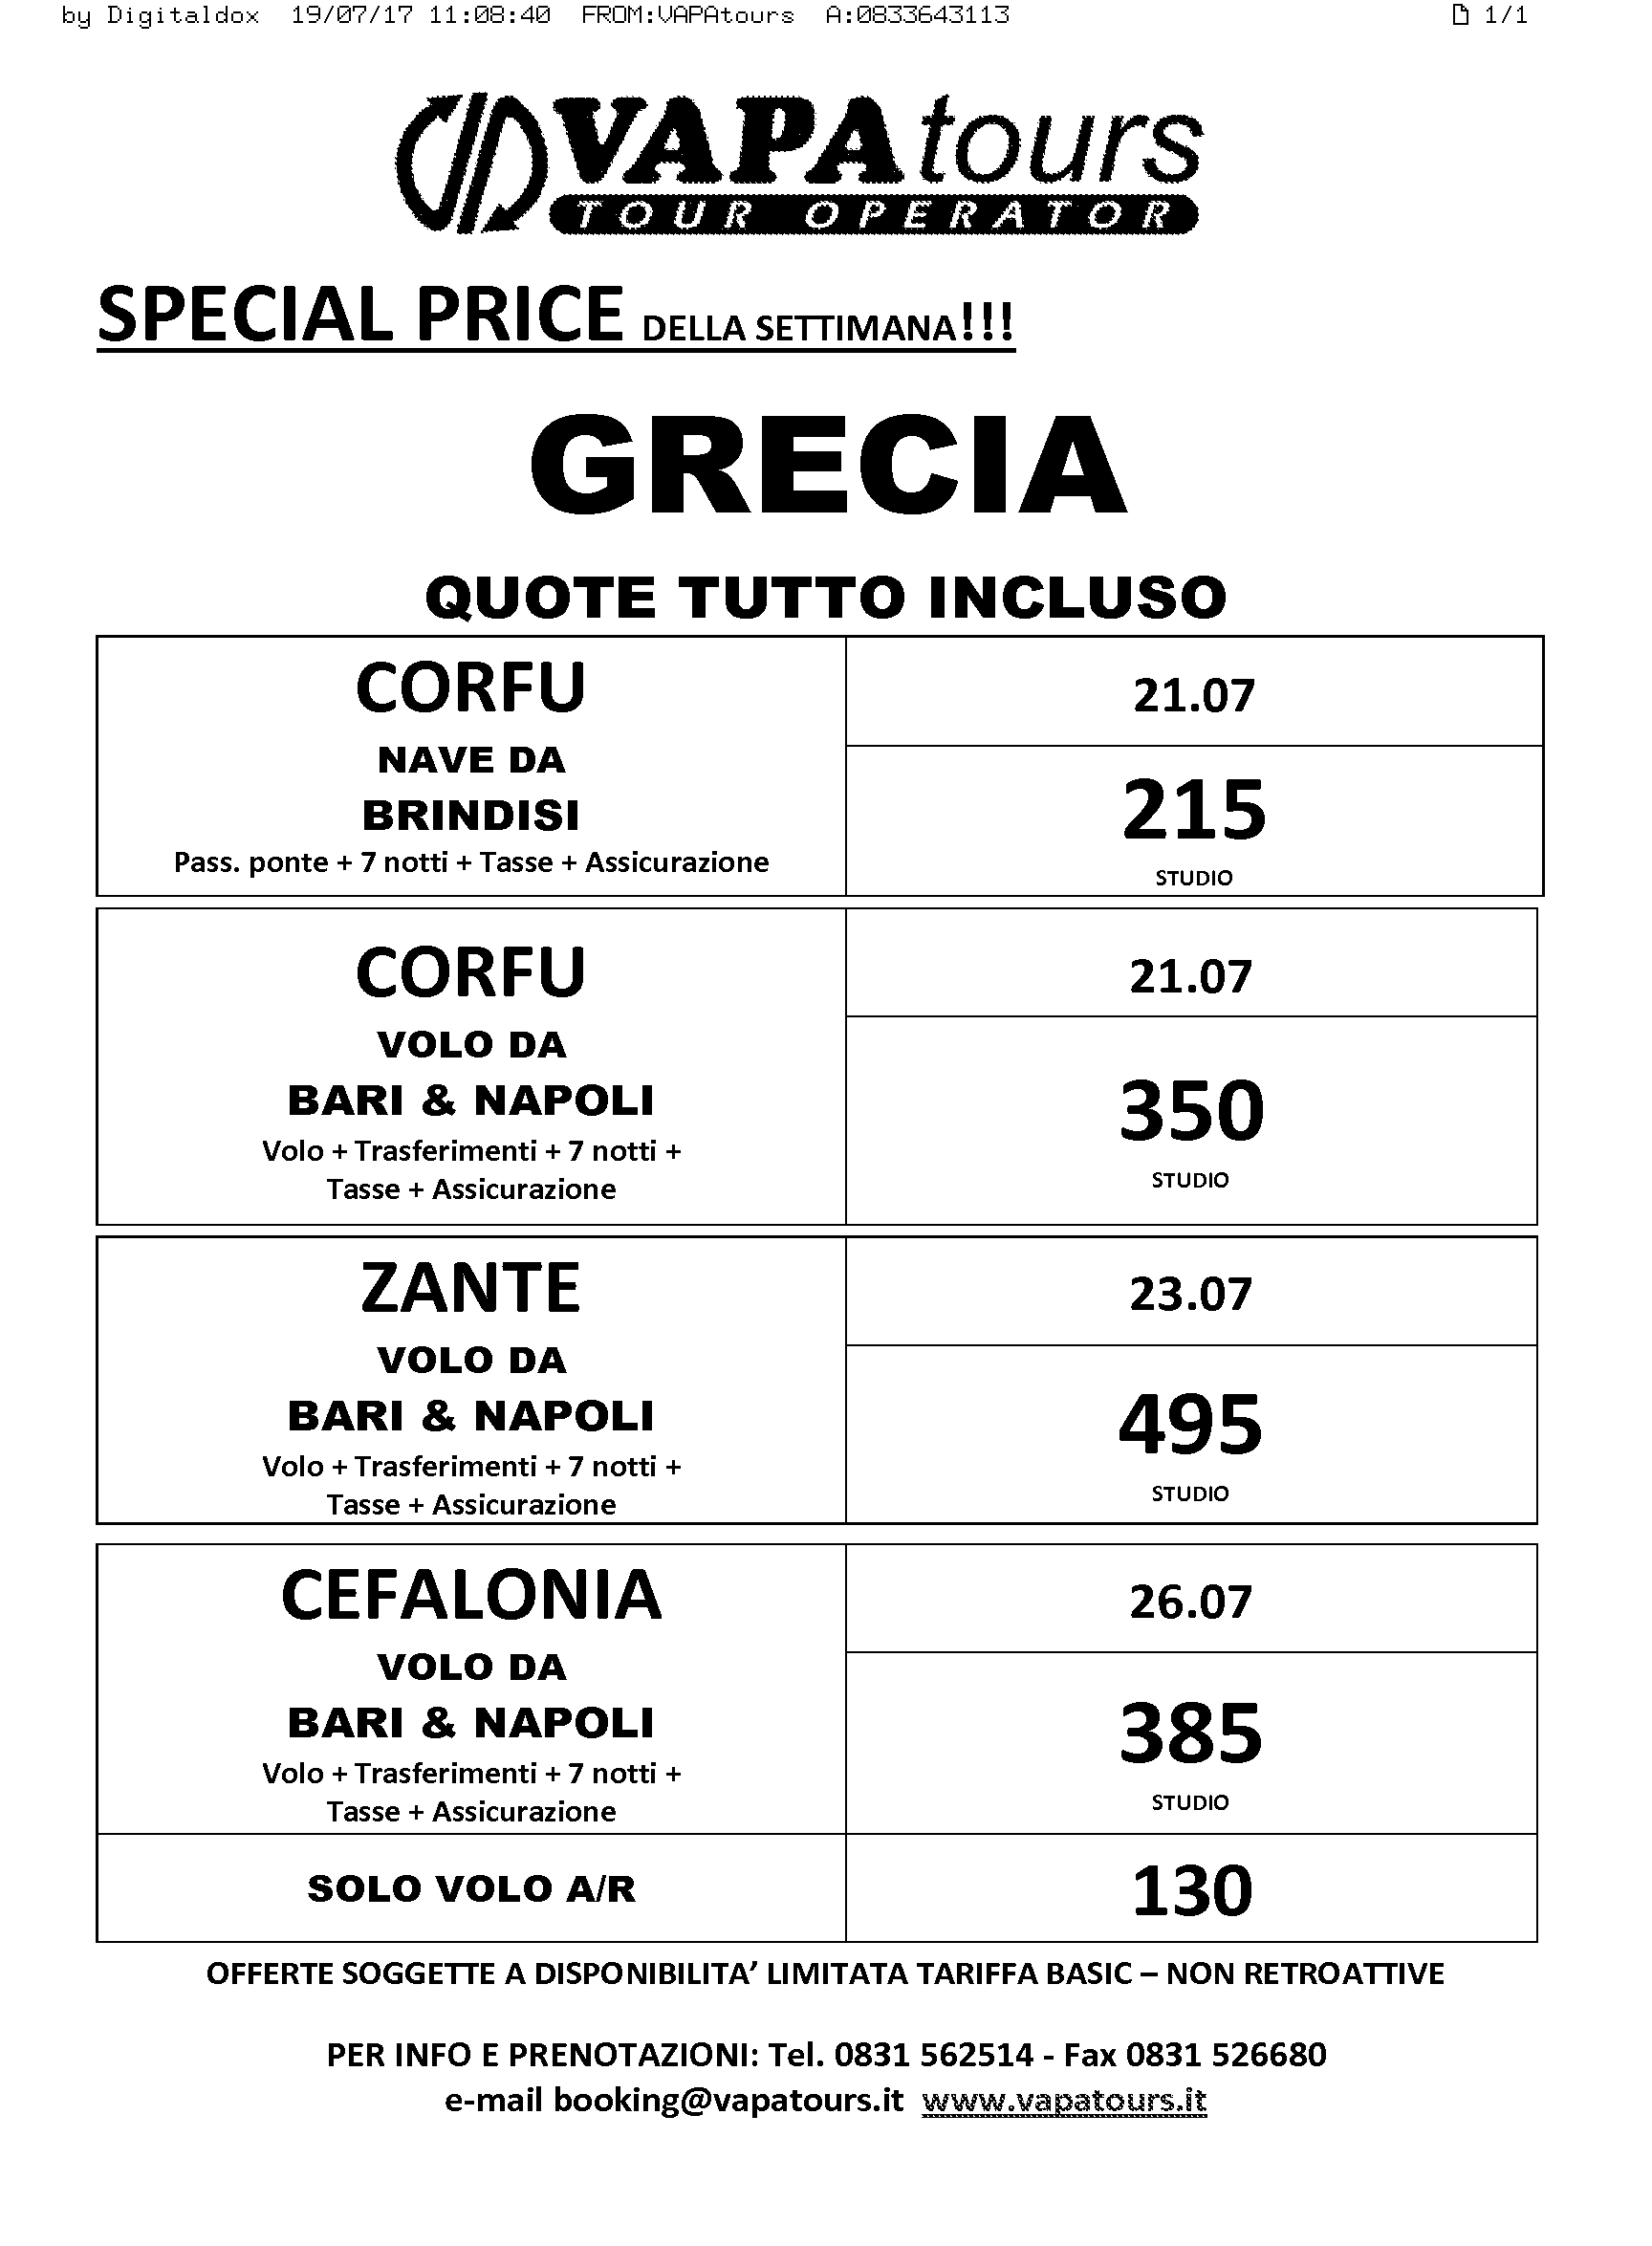 by Digitaldox 19/07/17 11:08:40 FROM:VAPAtours A:0833643113 1/1
VAPAtours
TOUR OPERATOR
SPECIAL PRICE DELLA SETTIMANA!!!
GRECIA
QUOTE TUTTO INCLUSO
CORFU
NAVE DA
BRINDISI
Pass. ponte + 7 notti + Tasse + Assicurazione
21.07
215
STUDIO
CORFU
VOLO DA
BARI & NAPOLI
Volo + Trasferimenti + 7 notti +
Tasse + Assicurazione
21.07
350
STUDIO
ZANTE
VOLO DA
BARI & NAPOLI
Volo + Trasferimenti + 7 notti +
Tasse + Assicurazione
23.07
495
STUDIO
CEFALONIA
VOLO DA
BARI & NAPOLI
Volo + Trasferimenti + 7 notti +
Tasse + Assicurazione
26.07
385
STUDIO
SOLO VOLO A/R
130
OFFERTE SOGGETTE A DISPONIBILITA’ LIMITATA TARIFFA BASIC – NON RETROATTIVE
PER INFO E PRENOTAZIONI: Tel. 0831 562514 - Fax 0831 526680
e-mail booking@vapatours.it www.vapatours.it